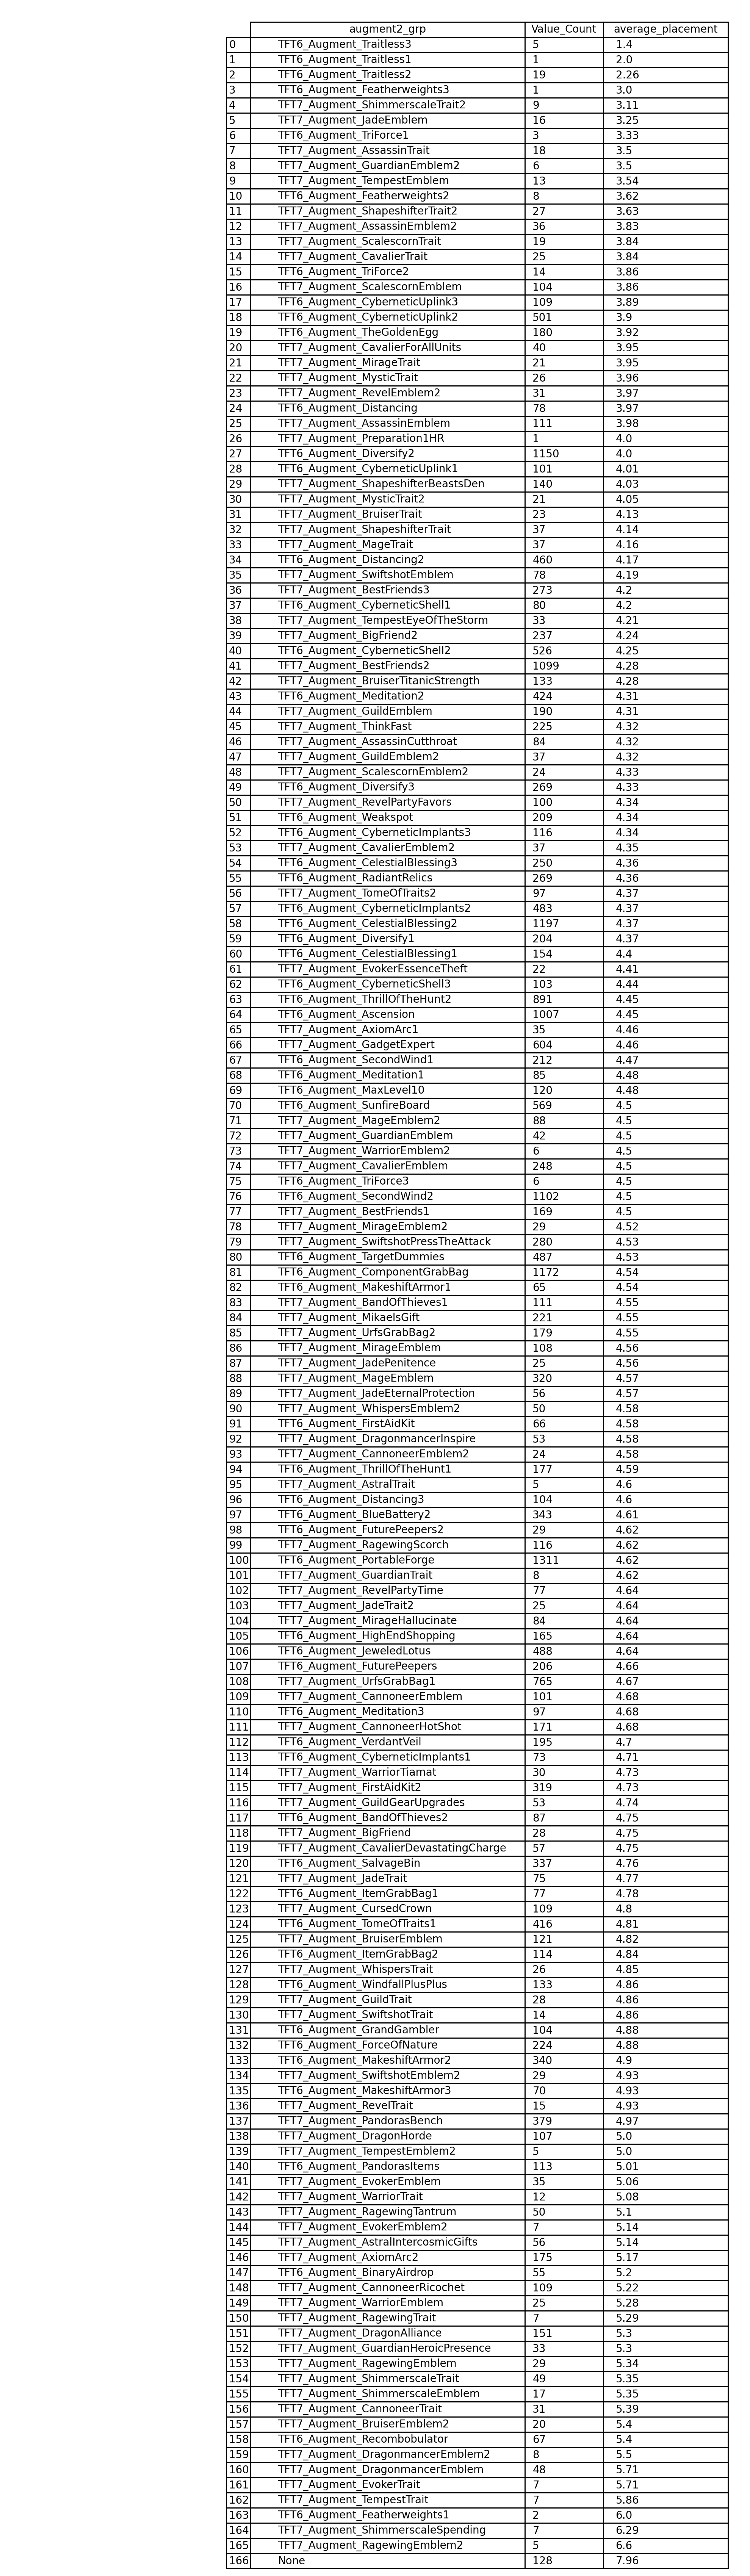 augment2_grp Value_Count average_placement
0 TFT6_Augment_Traitless3 5 1.4
1 TFT6_Augment_Traitless1 1 2.0
2 TFT6_Augment_Traitless2 19 2.26
3 TFT6_Augment_Featherweights3 1 3.0
4 TFT7_Augment_ShimmerscaleTrait2 9 3.11
5 TFT7_Augment_JadeEmblem 16 3.25
6 TFT6_Augment_TriForce1 3 3.33
7 TFT7_Augment_AssassinTrait 18 3.5
8 TFT7_Augment_GuardianEmblem2 6 3.5
9 TFT7_Augment_TempestEmblem 13 3.54
10 TFT6_Augment_Featherweights2 8 3.62
11 TFT7_Augment_ShapeshifterTrait2 27 3.63
12 TFT7_Augment_AssassinEmblem2 36 3.83
13 TFT7_Augment_ScalescornTrait 19 3.84
14 TFT7_Augment_CavalierTrait 25 3.84
15 TFT6_Augment_TriForce2 14 3.86
16 TFT7_Augment_ScalescornEmblem 104 3.86
17 TFT6_Augment_CyberneticUplink3 109 3.89
18 TFT6_Augment_CyberneticUplink2 501 3.9
19 TFT6_Augment_TheGoldenEgg 180 3.92
20 TFT7_Augment_CavalierForAllUnits 40 3.95
21 TFT7_Augment_MirageTrait 21 3.95
22 TFT7_Augment_MysticTrait 26 3.96
23 TFT7_Augment_RevelEmblem2 31 3.97
24 TFT6_Augment_Distancing 78 3.97
25 TFT7_Augment_AssassinEmblem 111 3.98
26 TFT7_Augment_Preparation1HR 1 4.0
27 TFT6_Augment_Diversify2 1150 4.0
28 TFT6_Augment_CyberneticUplink1 101 4.01
29 TFT7_Augment_ShapeshifterBeastsDen 140 4.03
30 TFT7_Augment_MysticTrait2 21 4.05
31 TFT7_Augment_BruiserTrait 23 4.13
32 TFT7_Augment_ShapeshifterTrait 37 4.14
33 TFT7_Augment_MageTrait 37 4.16
34 TFT6_Augment_Distancing2 460 4.17
35 TFT7_Augment_SwiftshotEmblem 78 4.19
36 TFT7_Augment_BestFriends3 273 4.2
37 TFT6_Augment_CyberneticShell1 80 4.2
38 TFT7_Augment_TempestEyeOfTheStorm 33 4.21
39 TFT7_Augment_BigFriend2 237 4.24
40 TFT6_Augment_CyberneticShell2 526 4.25
41 TFT7_Augment_BestFriends2 1099 4.28
42 TFT7_Augment_BruiserTitanicStrength 133 4.28
43 TFT6_Augment_Meditation2 424 4.31
44 TFT7_Augment_GuildEmblem 190 4.31
45 TFT7_Augment_ThinkFast 225 4.32
46 TFT7_Augment_AssassinCutthroat 84 4.32
47 TFT7_Augment_GuildEmblem2 37 4.32
48 TFT7_Augment_ScalescornEmblem2 24 4.33
49 TFT6_Augment_Diversify3 269 4.33
50 TFT7_Augment_RevelPartyFavors 100 4.34
51 TFT6_Augment_Weakspot 209 4.34
52 TFT6_Augment_CyberneticImplants3 116 4.34
53 TFT7_Augment_CavalierEmblem2 37 4.35
54 TFT6_Augment_CelestialBlessing3 250 4.36
55 TFT6_Augment_RadiantRelics 269 4.36
56 TFT7_Augment_TomeOfTraits2 97 4.37
57 TFT6_Augment_CyberneticImplants2 483 4.37
58 TFT6_Augment_CelestialBlessing2 1197 4.37
59 TFT6_Augment_Diversify1 204 4.37
60 TFT6_Augment_CelestialBlessing1 154 4.4
61 TFT7_Augment_EvokerEssenceTheft 22 4.41
62 TFT6_Augment_CyberneticShell3 103 4.44
63 TFT6_Augment_ThrillOfTheHunt2 891 4.45
64 TFT6_Augment_Ascension 1007 4.45
65 TFT7_Augment_AxiomArc1 35 4.46
66 TFT7_Augment_GadgetExpert 604 4.46
67 TFT6_Augment_SecondWind1 212 4.47
68 TFT6_Augment_Meditation1 85 4.48
69 TFT6_Augment_MaxLevel10 120 4.48
70 TFT6_Augment_SunfireBoard 569 4.5
71 TFT7_Augment_MageEmblem2 88 4.5
72 TFT7_Augment_GuardianEmblem 42 4.5
73 TFT7_Augment_WarriorEmblem2 6 4.5
74 TFT7_Augment_CavalierEmblem 248 4.5
75 TFT6_Augment_TriForce3 6 4.5
76 TFT6_Augment_SecondWind2 1102 4.5
77 TFT7_Augment_BestFriends1 169 4.5
78 TFT7_Augment_MirageEmblem2 29 4.52
79 TFT7_Augment_SwiftshotPressTheAttack 280 4.53
80 TFT6_Augment_TargetDummies 487 4.53
81 TFT6_Augment_ComponentGrabBag 1172 4.54
82 TFT6_Augment_MakeshiftArmor1 65 4.54
83 TFT7_Augment_BandOfThieves1 111 4.55
84 TFT7_Augment_MikaelsGift 221 4.55
85 TFT7_Augment_UrfsGrabBag2 179 4.55
86 TFT7_Augment_MirageEmblem 108 4.56
87 TFT7_Augment_JadePenitence 25 4.56
88 TFT7_Augment_MageEmblem 320 4.57
89 TFT7_Augment_JadeEternalProtection 56 4.57
90 TFT7_Augment_WhispersEmblem2 50 4.58
91 TFT6_Augment_FirstAidKit 66 4.58
92 TFT7_Augment_DragonmancerInspire 53 4.58
93 TFT7_Augment_CannoneerEmblem2 24 4.58
94 TFT6_Augment_ThrillOfTheHunt1 177 4.59
95 TFT7_Augment_AstralTrait 5 4.6
96 TFT6_Augment_Distancing3 104 4.6
97 TFT6_Augment_BlueBattery2 343 4.61
98 TFT6_Augment_FuturePeepers2 29 4.62
99 TFT7_Augment_RagewingScorch 116 4.62
100 TFT6_Augment_PortableForge 1311 4.62
101 TFT7_Augment_GuardianTrait 8 4.62
102 TFT7_Augment_RevelPartyTime 77 4.64
103 TFT7_Augment_JadeTrait2 25 4.64
104 TFT7_Augment_MirageHallucinate 84 4.64
105 TFT6_Augment_HighEndShopping 165 4.64
106 TFT6_Augment_JeweledLotus 488 4.64
107 TFT6_Augment_FuturePeepers 206 4.66
108 TFT7_Augment_UrfsGrabBag1 765 4.67
109 TFT7_Augment_CannoneerEmblem 101 4.68
110 TFT6_Augment_Meditation3 97 4.68
111 TFT7_Augment_CannoneerHotShot 171 4.68
112 TFT6_Augment_VerdantVeil 195 4.7
113 TFT6_Augment_CyberneticImplants1 73 4.71
114 TFT7_Augment_WarriorTiamat 30 4.73
115 TFT7_Augment_FirstAidKit2 319 4.73
116 TFT7_Augment_GuildGearUpgrades 53 4.74
117 TFT6_Augment_BandOfThieves2 87 4.75
118 TFT7_Augment_BigFriend 28 4.75
119 TFT7_Augment_CavalierDevastatingCharge 57 4.75
120 TFT6_Augment_SalvageBin 337 4.76
121 TFT7_Augment_JadeTrait 75 4.77
122 TFT6_Augment_ItemGrabBag1 77 4.78
123 TFT7_Augment_CursedCrown 109 4.8
124 TFT6_Augment_TomeOfTraits1 416 4.81
125 TFT7_Augment_BruiserEmblem 121 4.82
126 TFT6_Augment_ItemGrabBag2 114 4.84
127 TFT7_Augment_WhispersTrait 26 4.85
128 TFT6_Augment_WindfallPlusPlus 133 4.86
129 TFT7_Augment_GuildTrait 28 4.86
130 TFT7_Augment_SwiftshotTrait 14 4.86
131 TFT6_Augment_GrandGambler 104 4.88
132 TFT6_Augment_ForceOfNature 224 4.88
133 TFT6_Augment_MakeshiftArmor2 340 4.9
134 TFT7_Augment_SwiftshotEmblem2 29 4.93
135 TFT6_Augment_MakeshiftArmor3 70 4.93
136 TFT7_Augment_RevelTrait 15 4.93
137 TFT7_Augment_PandorasBench 379 4.97
138 TFT7_Augment_DragonHorde 107 5.0
139 TFT7_Augment_TempestEmblem2 5 5.0
140 TFT6_Augment_PandorasItems 113 5.01
141 TFT7_Augment_EvokerEmblem 35 5.06
142 TFT7_Augment_WarriorTrait 12 5.08
143 TFT7_Augment_RagewingTantrum 50 5.1
144 TFT7_Augment_EvokerEmblem2 7 5.14
145 TFT7_Augment_AstralIntercosmicGifts 56 5.14
146 TFT7_Augment_AxiomArc2 175 5.17
147 TFT6_Augment_BinaryAirdrop 55 5.2
148 TFT7_Augment_CannoneerRicochet 109 5.22
149 TFT7_Augment_WarriorEmblem 25 5.28
150 TFT7_Augment_RagewingTrait 7 5.29
151 TFT7_Augment_DragonAlliance 151 5.3
152 TFT7_Augment_GuardianHeroicPresence 33 5.3
153 TFT7_Augment_RagewingEmblem 29 5.34
154 TFT7_Augment_ShimmerscaleTrait 49 5.35
155 TFT7_Augment_ShimmerscaleEmblem 17 5.35
156 TFT7_Augment_CannoneerTrait 31 5.39
157 TFT7_Augment_BruiserEmblem2 20 5.4
158 TFT6_Augment_Recombobulator 67 5.4
159 TFT7_Augment_DragonmancerEmblem2 8 5.5
160 TFT7_Augment_DragonmancerEmblem 48 5.71
161 TFT7_Augment_EvokerTrait 7 5.71
162 TFT7_Augment_TempestTrait 7 5.86
163 TFT6_Augment_Featherweights1 2 6.0
164 TFT7_Augment_ShimmerscaleSpending 7 6.29
165 TFT7_Augment_RagewingEmblem2 5 6.6
166 None 128 7.96